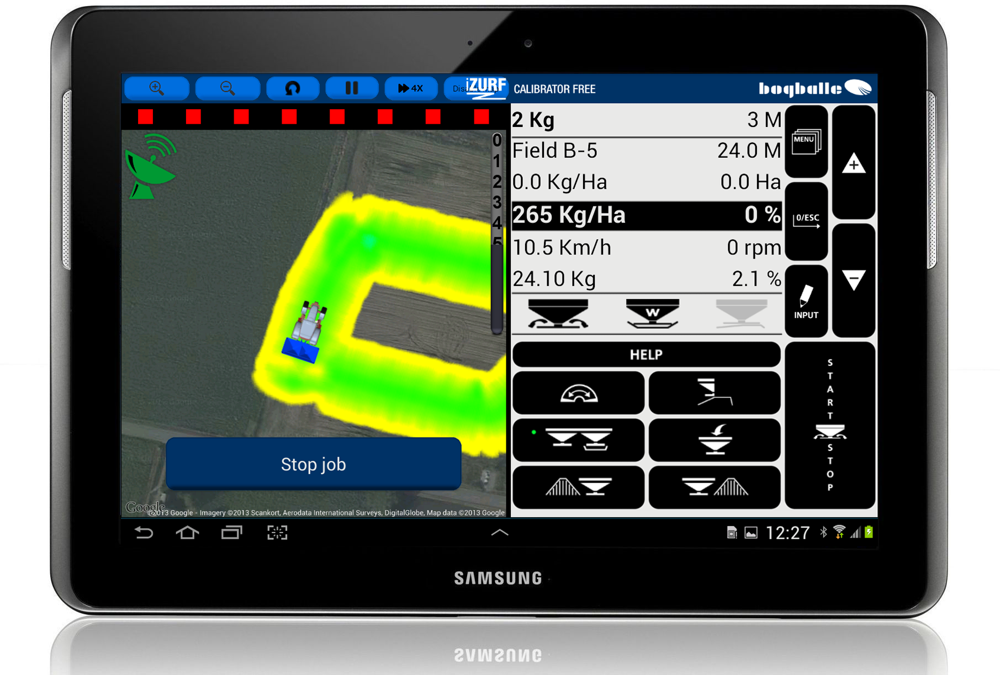 4X
iZURF CALIBRATOR FREE
bogballe
2 Kg 3 M
MENU
Field B-5 24.0 M
0.0 Kg/Ha 0.0 Ha
265 Kg/Ha 0 %
0/ESC
10.5 Km/h 0 rpm
24.10 Kg 2.1 %
W
INPUT
0
1
2
3
4
5
HELP
START
STOP
Stop job
Google
©2013 Google - Imagery ©2013 Scankort, Aerodata International Surveys, DigitalGlobe, Map data ©2013 Google
12:27
SAMSUNG
SAMSUNG